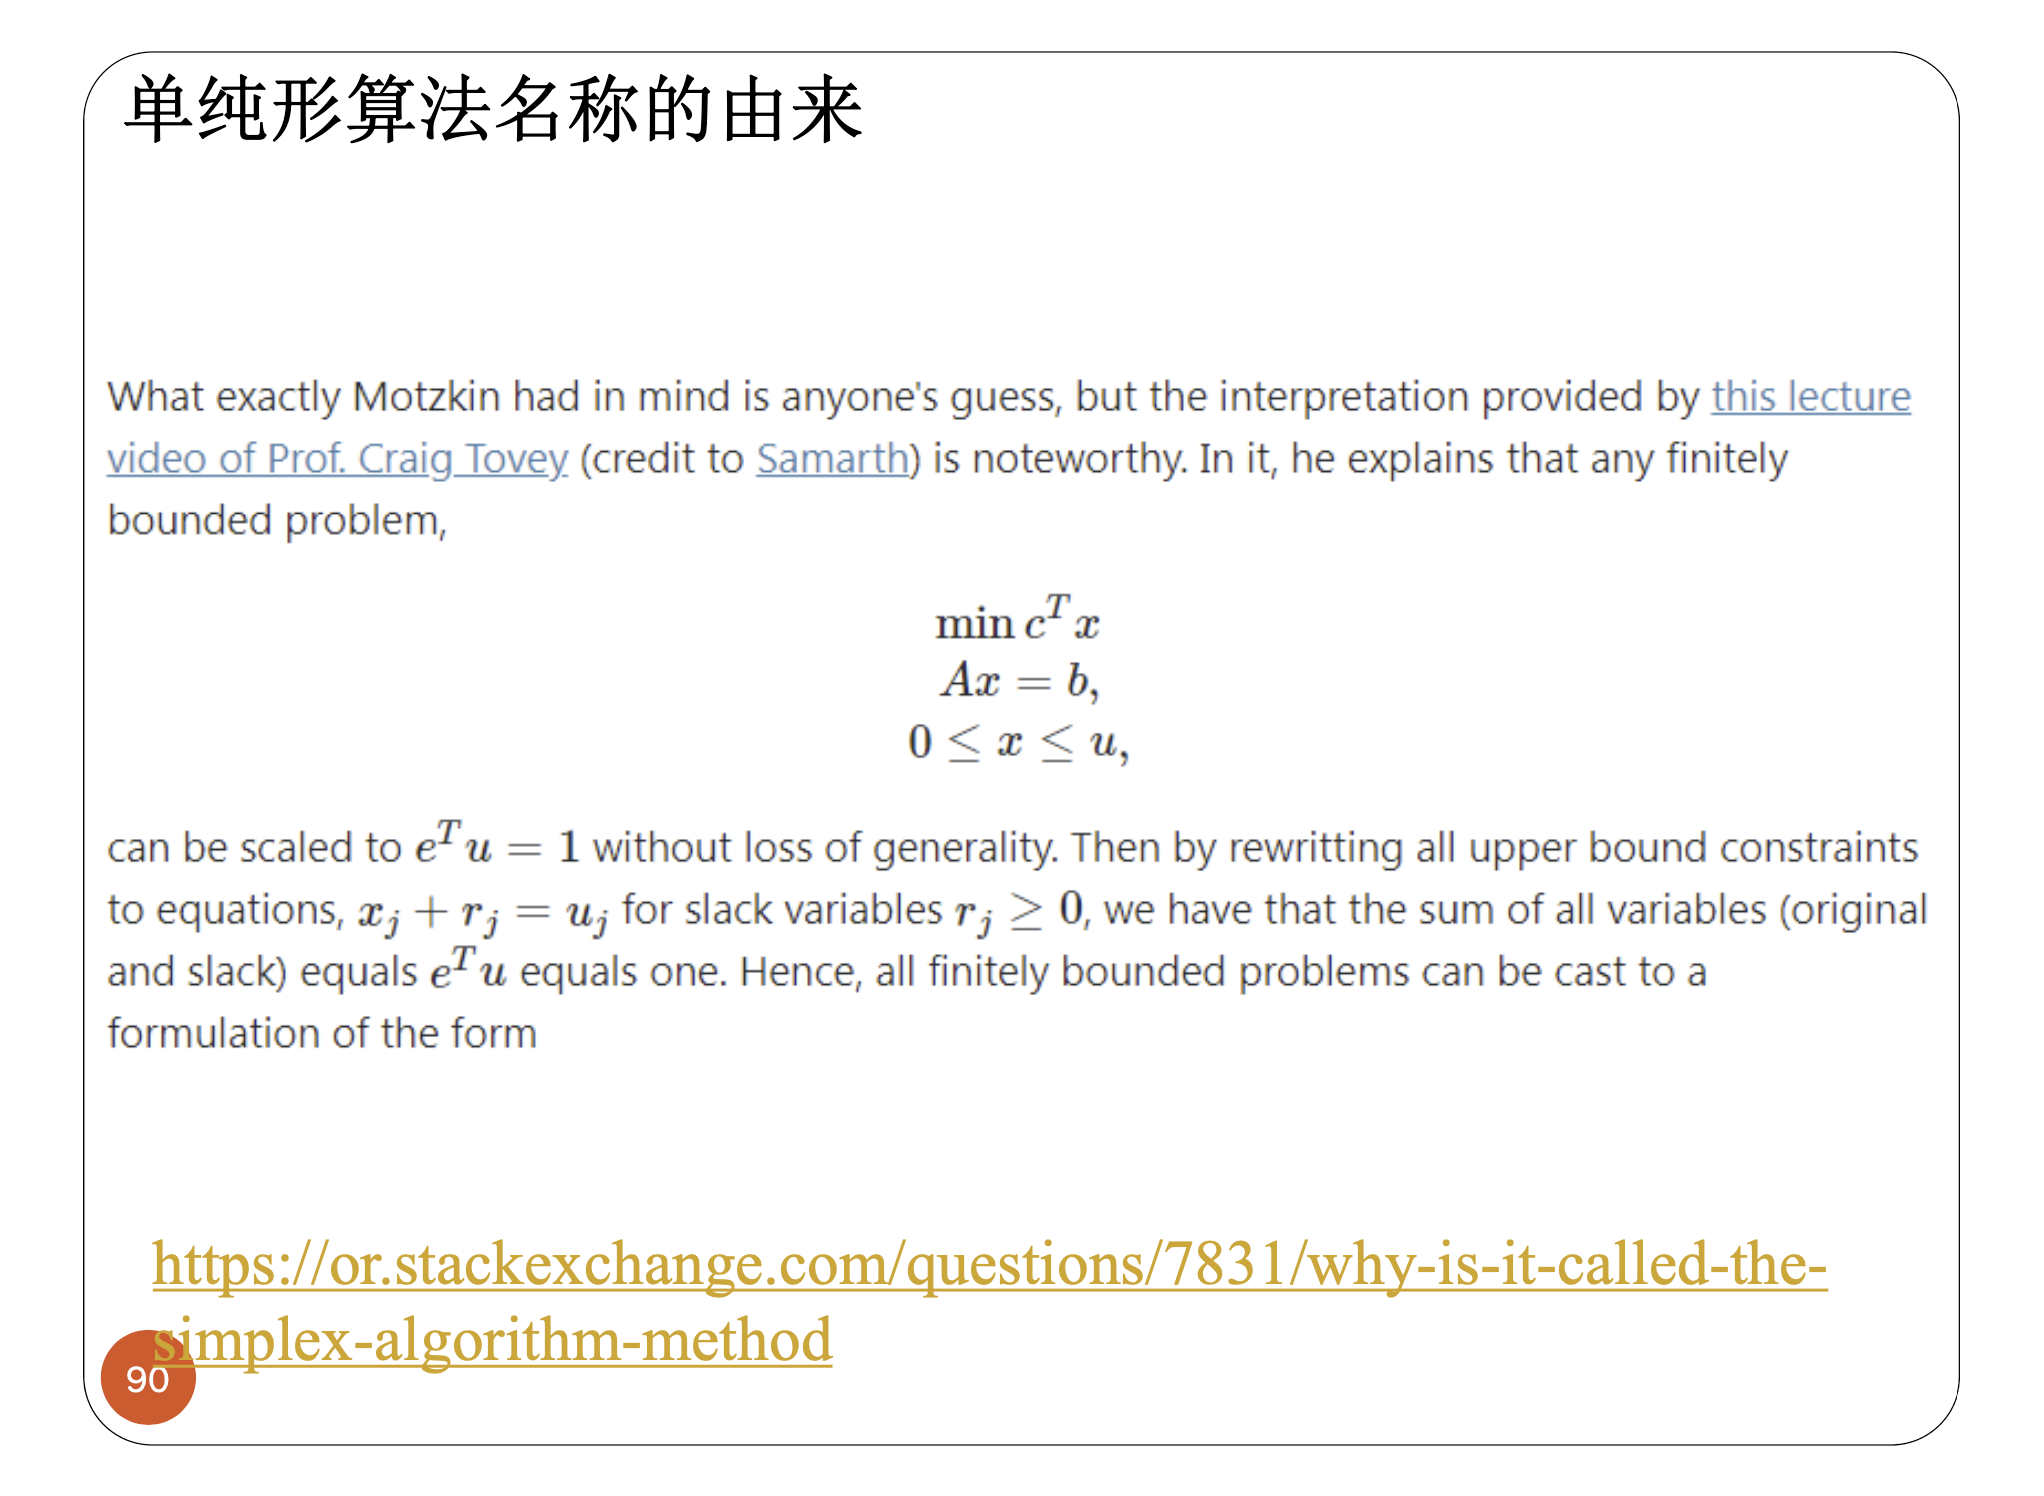 单纯形算法名称的由来
What exactly Motzkin had in mind is anyone's guess, but the interpretation provided by this lecture
video of Prof. Craig Tovey (credit to Samarth) is noteworthy. In it, he explains that any finitely
bounded problem,
min c^T x
Ax = b,
0 ≤ x ≤ u,
can be scaled to e^T u = 1 without loss of generality. Then by rewritting all upper bound constraints
to equations, x_j + r_j = u_j for slack variables r_j ≥ 0, we have that the sum of all variables (original
and slack) equals e^T u equals one. Hence, all finitely bounded problems can be cast to a
formulation of the form
https://or.stackexchange.com/questions/7831/why-is-it-called-the-
simplex-algorithm-method
90